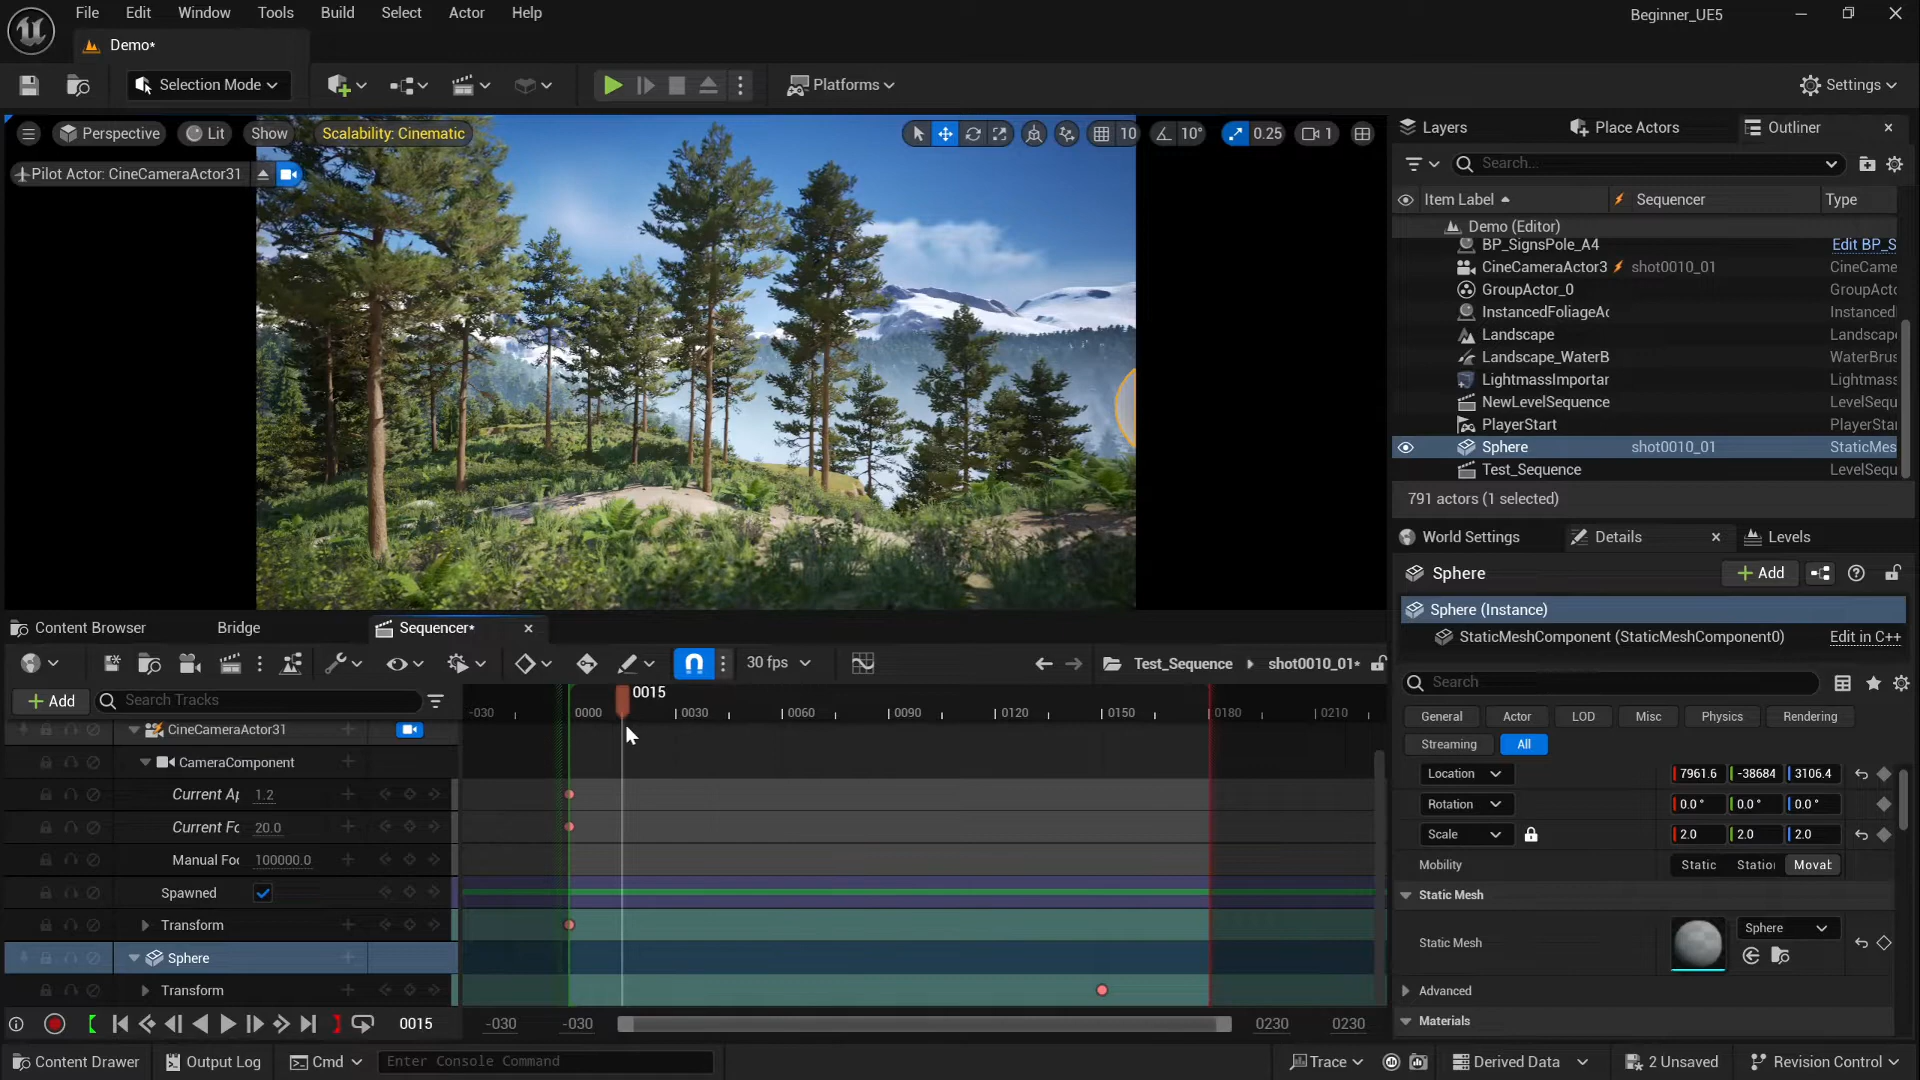 File Edit Window Tools Build Select Actor Help
Beginner_UE5
Demo*
Selection Mode
Platforms
Settings
Perspective Lit Show Scalability: Cinematic
10 10° 0.25 1
Pilot Actor: CineCameraActor31
Layers Place Actors Outliner
Search...
Item Label Sequencer Type
Demo (Editor)
BP_SignsPole_A4 Edit BP_S
CineCameraActor3 shot0010_01 CineCame
GroupActor_0 GroupActo
InstancedFoliageAc Instanced
Landscape Landscape
Landscape_WaterB WaterBrus
LightmassImportar Lightmass
NewLevelSequence LevelSequ
PlayerStart PlayerStar
Sphere shot0010_01 StaticMes
Test_Sequence LevelSequ
791 actors (1 selected)
World Settings Details Levels
Sphere Add
Sphere (Instance)
StaticMeshComponent (StaticMeshComponent0) Edit in C++
Search
General Actor LOD Misc Physics Rendering
Streaming All
Location 7961.6 -38684 3106.4
Rotation 0.0° 0.0° 0.0°
Scale 2.0 2.0 2.0
Mobility Static Statio Movat
Static Mesh
Static Mesh Sphere
Advanced
Materials
Content Browser Bridge Sequencer*
30 fps Test_Sequence shot0010_01*
Add Search Tracks
0015
-030 0000 0030 0060 0090 0120 0150 0180 0210
CineCameraActor31
CameraComponent
Current Ap 1.2
Current Fo 20.0
Manual Foc 100000.0
Spawned
Transform
Sphere
Transform
0015 -030 -030 0230 0230
Content Drawer Output Log Cmd Enter Console Command Trace Derived Data 2 Unsaved Revision Control